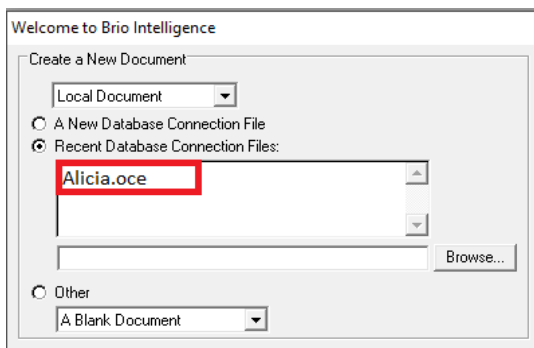 Welcome to Brio Intelligence
Create a New Document
Local Document
A New Database Connection File
Recent Database Connection Files:
Alicia.oce
Browse...
Other
A Blank Document